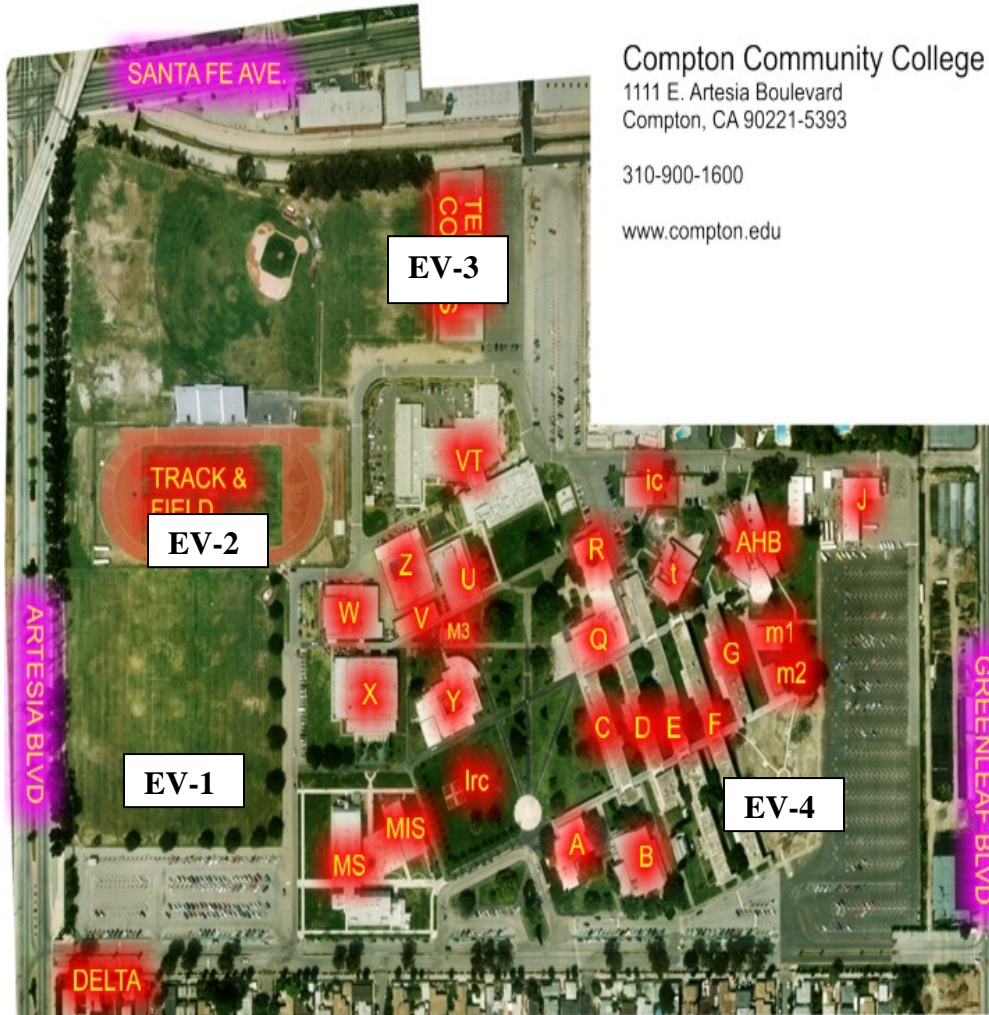 SANTA FE AVE.
Compton Community College
1111 E. Artesia Boulevard
Compton, CA 90221-5393
310-900-1600
www.compton.edu
EV-3
TRACK &
FIELD
EV-2
VT
ic
J
R
AHB
t
Z
U
W
V
M3
Q
m1
m2
G
X
Y
C
D
E
F
ARTESIA BLVD
GREENLEAF BLVD
EV-1
lrc
EV-4
MIS
MS
A
B
DELTA